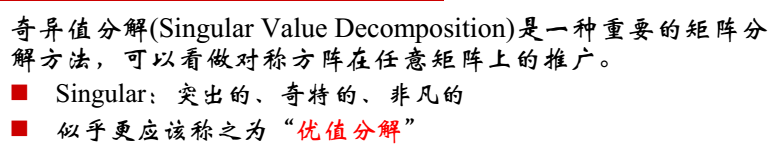 奇异值分解(Singular Value Decomposition)是一种重要的矩阵分
解方法，可以看做对称方阵在任意矩阵上的推广。
■ Singular：突出的、奇特的、非凡的
■ 似乎更应该称之为“优值分解”